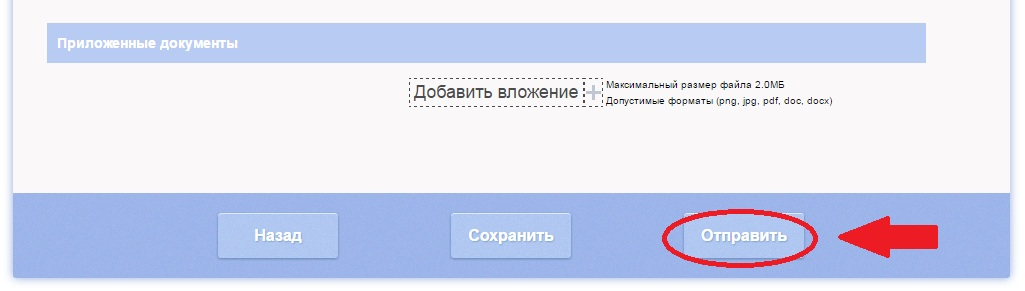 Приложенные документы
Добавить вложение + Максимальный размер файла 2.0МБ
Допустимые форматы (png, jpg, pdf, doc, docx)
Назад Сохранить Отправить